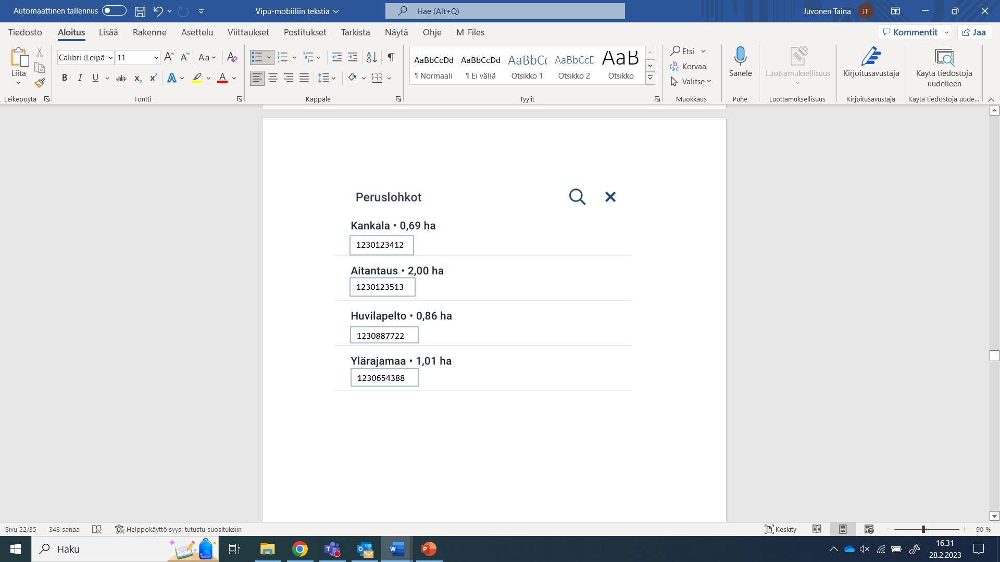 Automaattinen tallennus
Vipu-mobiiliin tekstiä
Hae (Alt+Q)
Juvonen Taina
JT
Tiedosto
Aloitus
Lisää
Rakenne
Asettelu
Viittaukset
Postitukset
Tarkista
Näytä
Ohje
M-Files
Kommentit
Jaa
Liitä
Leikepöytä
Calibri (Leipä
11
Fontti
Kappale
AaBbCcDd
¶ Normaali
AaBbCcDd
¶ Ei väliä
AaBbCc
Otsikko 1
AaBbCcD
Otsikko 2
AaB
Otsikko
Tyylit
Etsi
Korvaa
Valitse
Muokkaus
Sanele
Puhe
Luottamuksellisuus
Luottamuksellisuus
Kirjoitusavustaja
Kirjoitusavustaja
Käytä tiedostoja
uudelleen
Käytä tiedostoja uude...
Peruslohkot
Kankala • 0,69 ha
1230123412
Aitantaus • 2,00 ha
1230123513
Huvilapelto • 0,86 ha
1230887722
Ylärajamaa • 1,01 ha
1230654388
Sivu 22/35
348 sanaa
Helppokäyttöisyys: tutustu suosituksiin
Keskity
90 %
Haku
16.31
28.2.2023